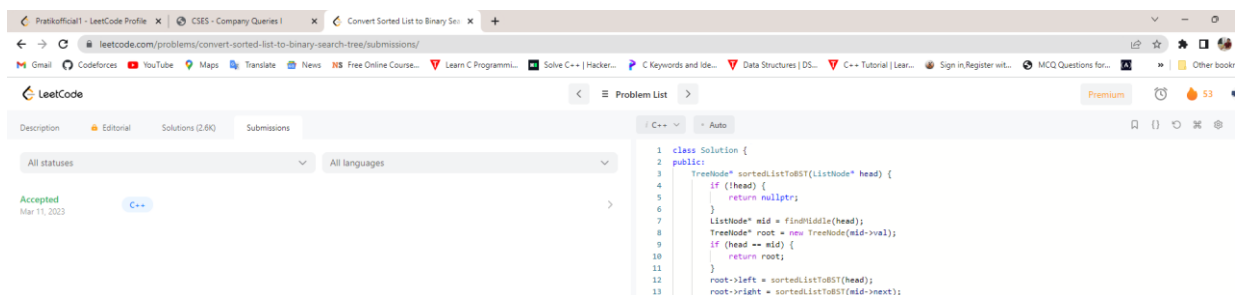 Pratikofficial1 - LeetCode Profile
CSES - Company Queries I
Convert Sorted List to Binary Sea
leetcode.com/problems/convert-sorted-list-to-binary-search-tree/submissions/
Gmail Codeforces YouTube Maps Translate News NS Free Online Course... Learn C Programmi... Solve C++ | Hacker... C Keywords and Ide... Data Structures | DS... C++ Tutorial | Lear... Sign in,Register wit... MCQ Questions for... » Other bookr
LeetCode < Problem List > Premium 53
Description Editorial Solutions (2.6K) Submissions C++ Auto
All statuses All languages
Accepted C++
Mar 11, 2023
1 class Solution {
2 public:
3 TreeNode* sortedListToBST(ListNode* head) {
4 if (!head) {
5 return nullptr;
6 }
7 ListNode* mid = findMiddle(head);
8 TreeNode* root = new TreeNode(mid->val);
9 if (head == mid) {
10 return root;
11 }
12 root->left = sortedListToBST(head);
13 root->right = sortedListToBST(mid->next);